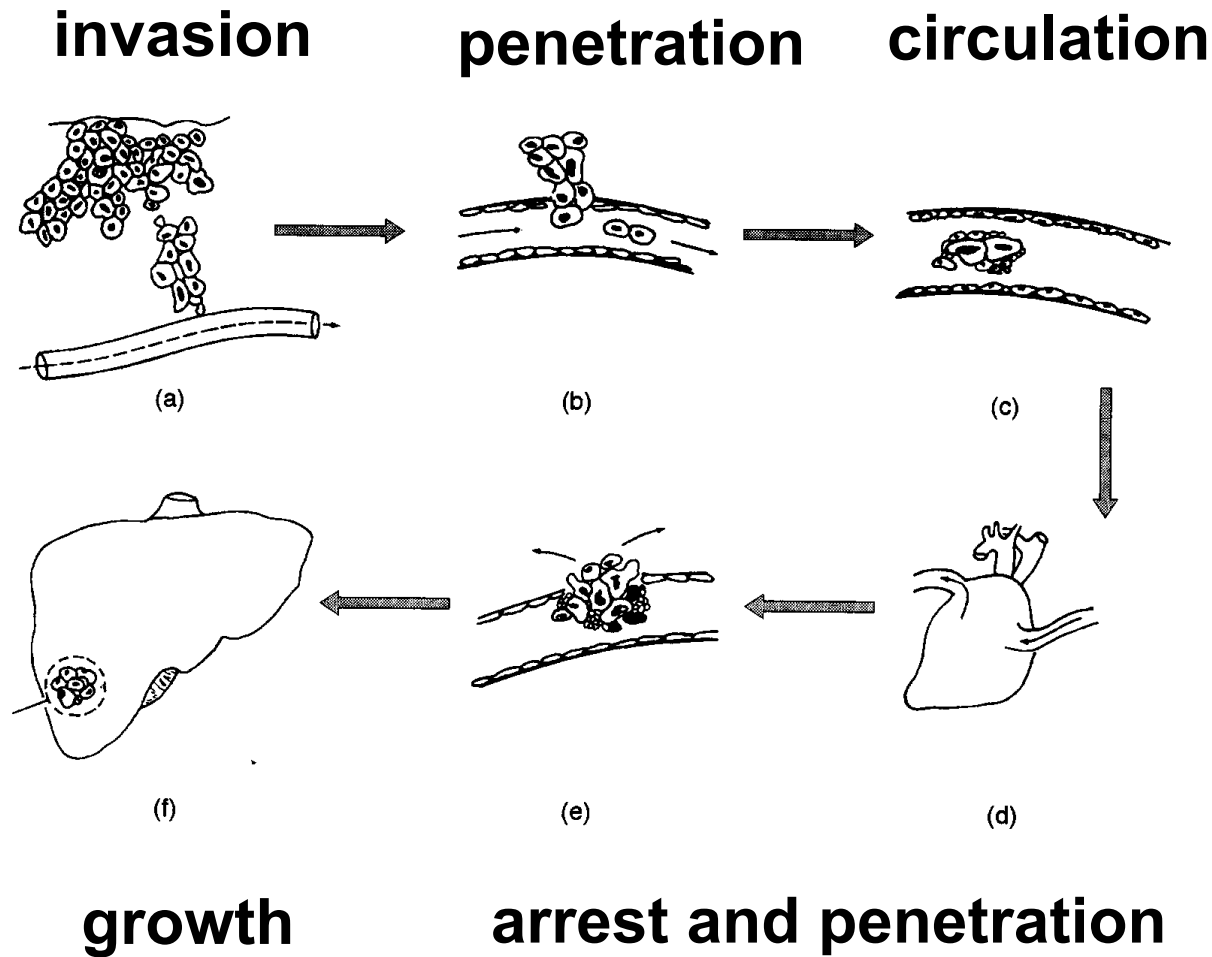 invasion penetration circulation
(a) (b) (c)
(f) (e) (d)
growth arrest and penetration